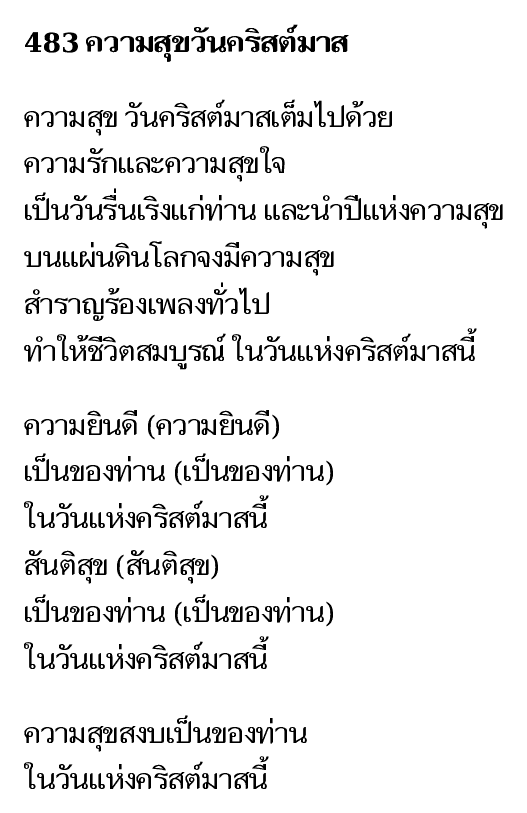 483 ความสุขวันคริสต์มาส
ความสุข วันคริสต์มาสเต็มไปด้วย
ความรักและความสุขใจ
เป็นวันรื่นเริงแก่ท่าน และนำปีแห่งความสุข
บนแผ่นดินโลกจงมีความสุข
สำราญร้องเพลงทั่วไป
ทำให้ชีวิตสมบูรณ์ ในวันแห่งคริสต์มาสนี้
ความยินดี (ความยินดี)
เป็นของท่าน (เป็นของท่าน)
ในวันแห่งคริสต์มาสนี้
สันติสุข (สันติสุข)
เป็นของท่าน (เป็นของท่าน)
ในวันแห่งคริสต์มาสนี้
ความสุขสงบเป็นของท่าน
ในวันแห่งคริสต์มาสนี้